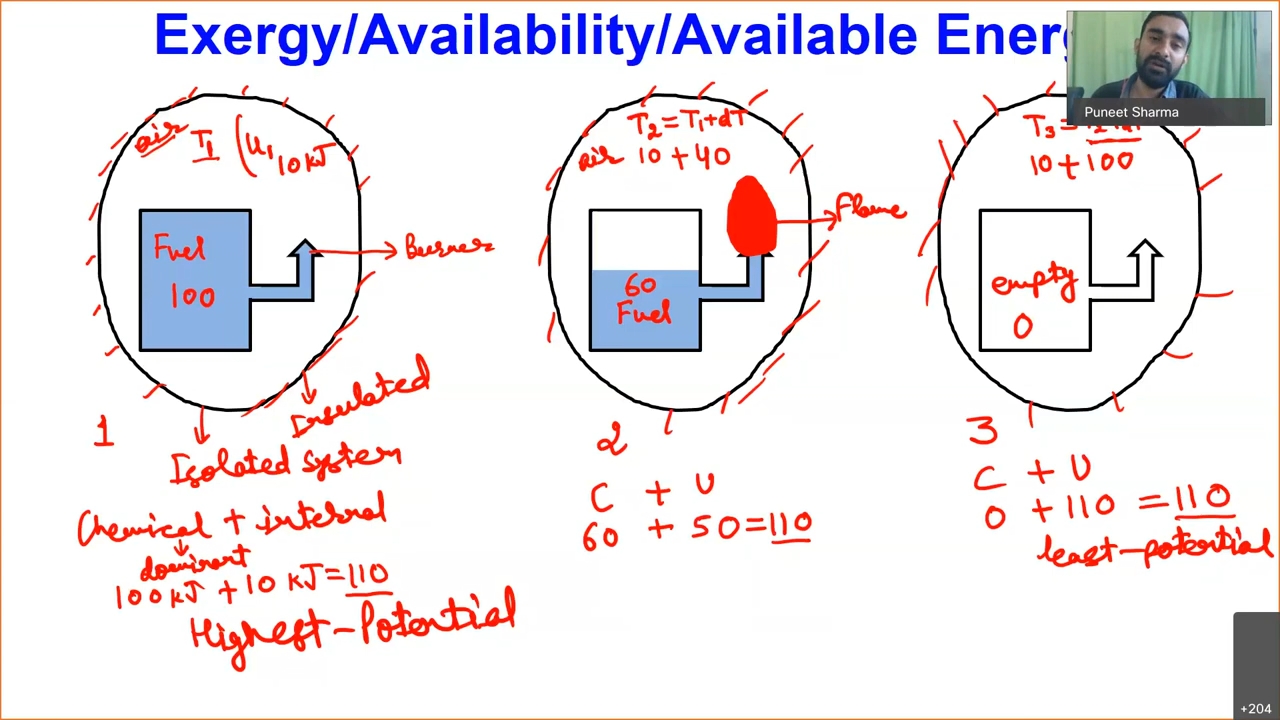 Exergy/Availability/Available Energ
Puneet Sharma
air T1 (U1 10 kJ
Fuel
100
Burner
T2 = T1 + dT
air 10 + 40
Flame
60
Fuel
T3 =
10 + 100
empty
0
1
Insulated
Isolated system
Chemical + internal
dominant
100 kJ + 10 kJ = 110
Highest - Potential
2
C + U
60 + 50 = 110
3
C + U
0 + 110 = 110
least - potential
+204